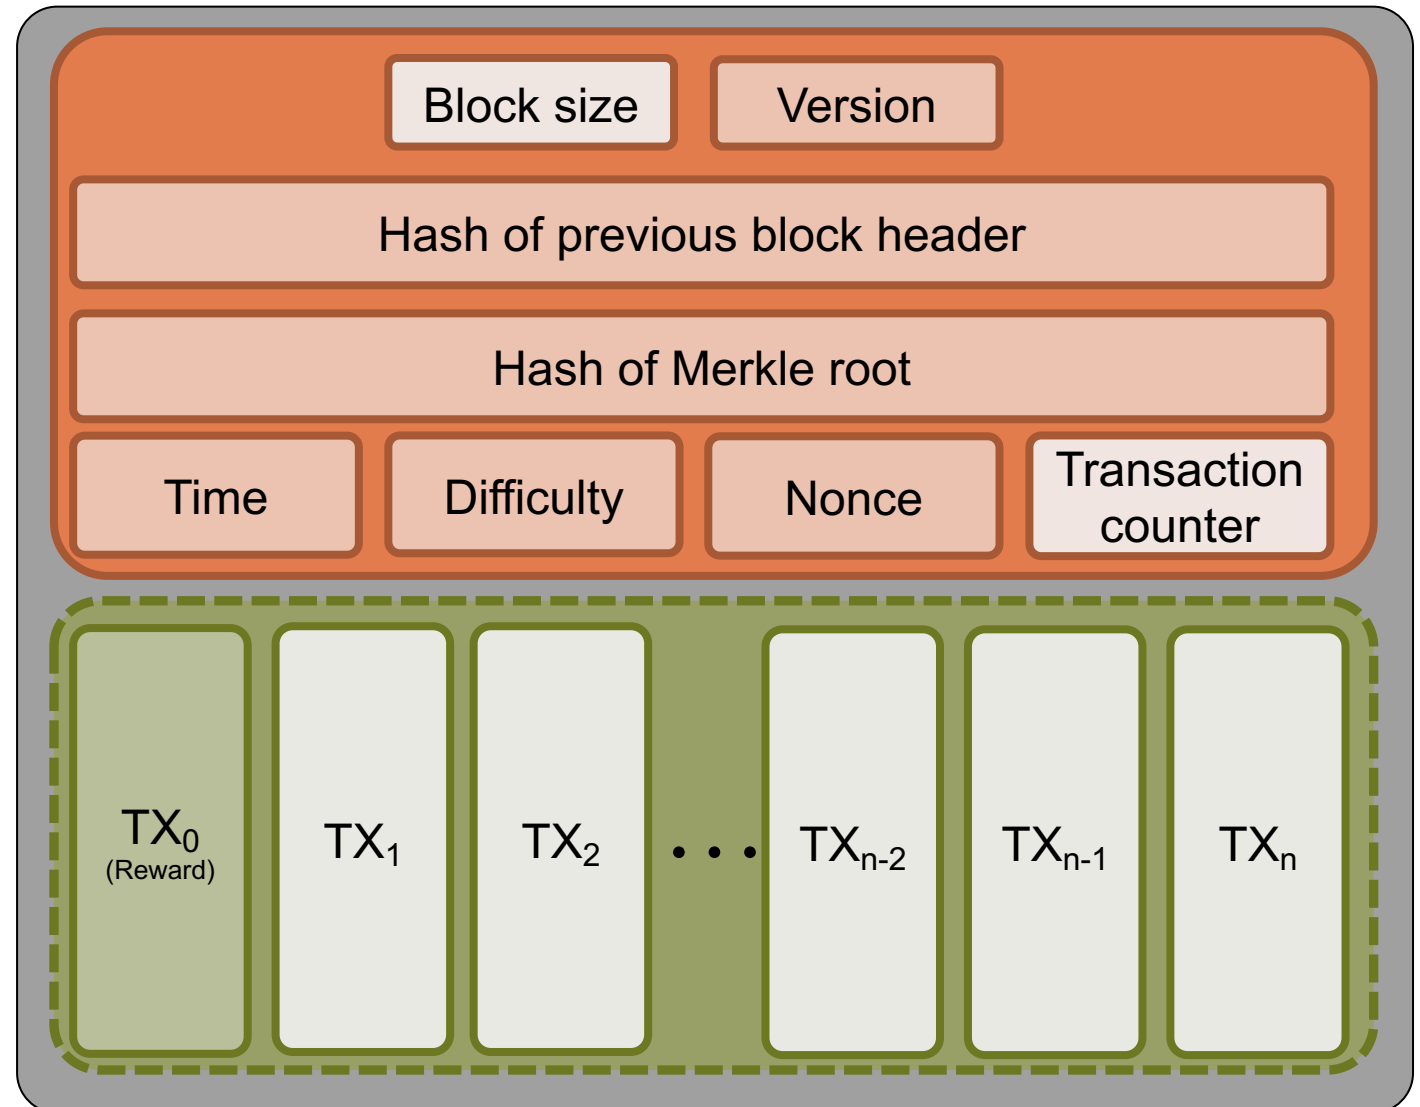 Block size
Version
Hash of previous block header
Hash of Merkle root
Time
Difficulty
Nonce
Transaction
counter
TX₀
(Reward)
TX₁
TX₂
...
TXₙ₋₂
TXₙ₋₁
TXₙ